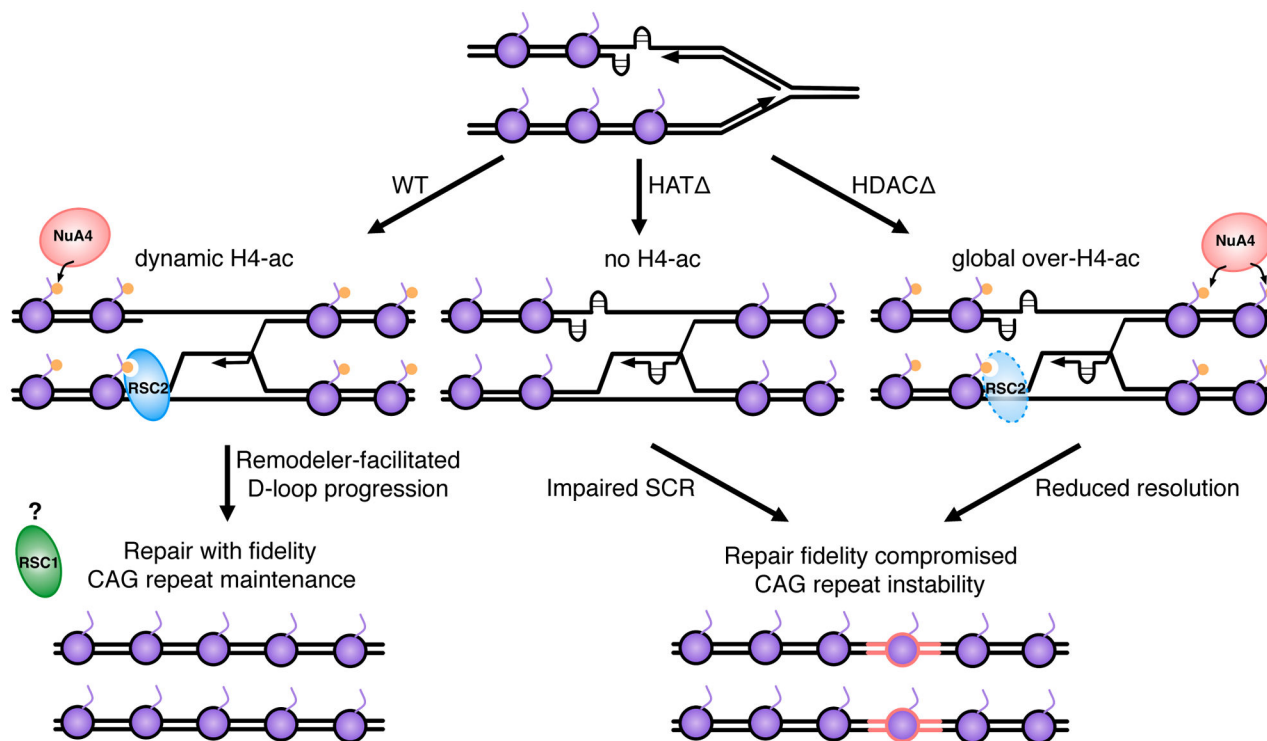 WT
HATΔ
HDACΔ
NuA4
dynamic H4-ac
no H4-ac
global over-H4-ac
NuA4
RSC2
RSC2
Remodeler-facilitated
D-loop progression
Impaired SCR
Reduced resolution
?
RSC1
Repair with fidelity
CAG repeat maintenance
Repair fidelity compromised
CAG repeat instability